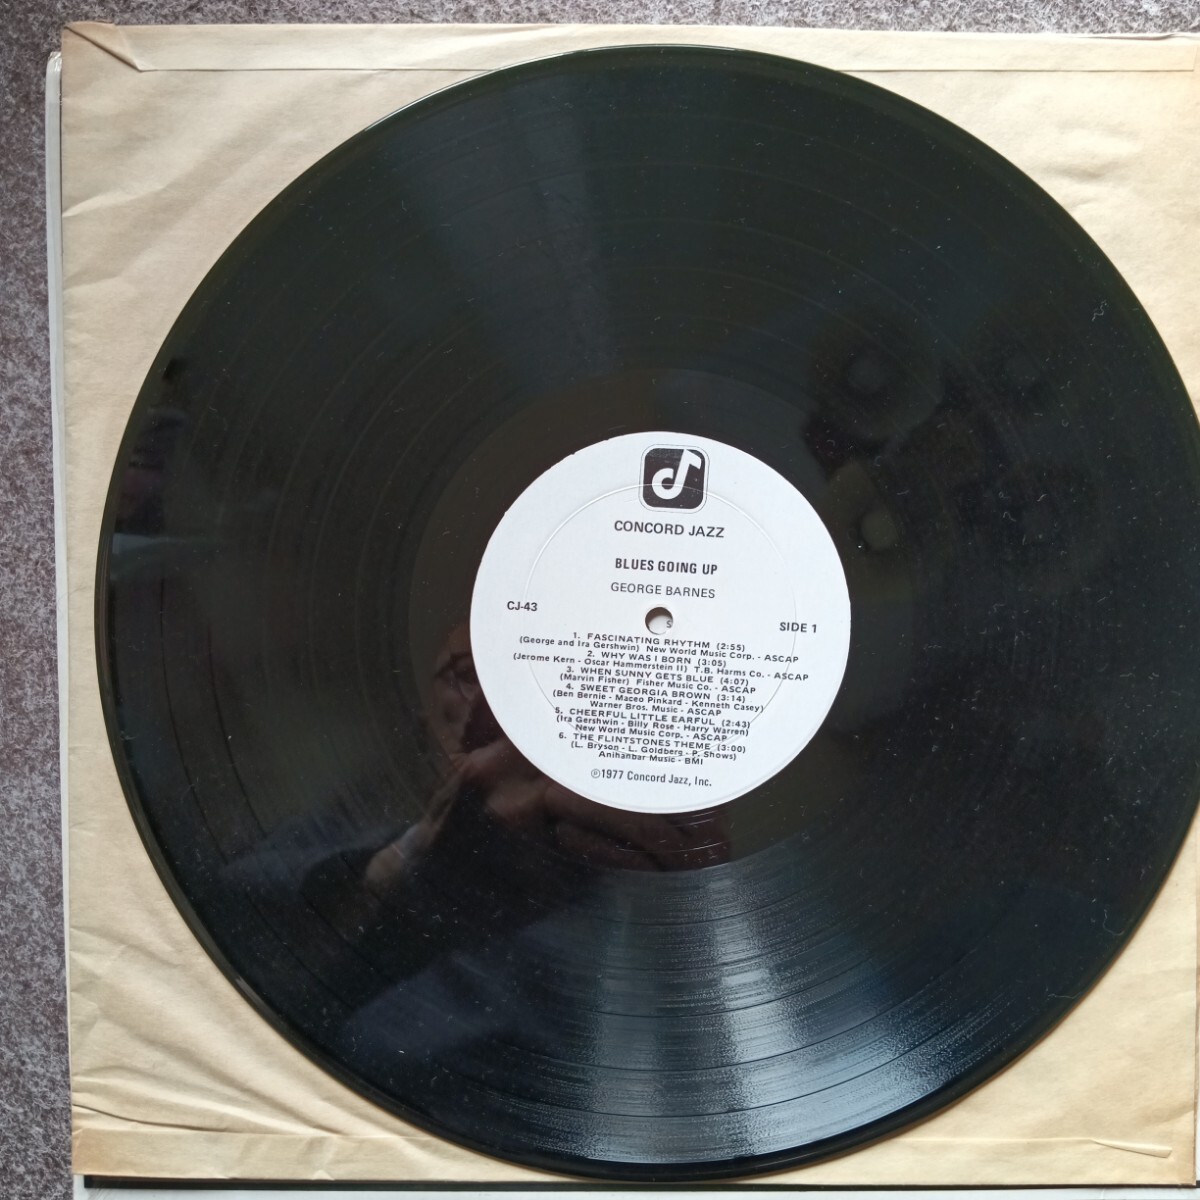 CONCORD JAZZ
BLUES GOING UP
GEORGE BARNES
CJ-43
S
SIDE 1
1. FASCINATING RHYTHM (2:55)
(George and Ira Gershwin) New World Music Corp. - ASCAP
2. WHY WAS I BORN (3:05)
(Jerome Kern - Oscar Hammerstein II) T.B. Harms Co. - ASCAP
3. WHEN SUNNY GETS BLUE (4:07)
(Marvin Fisher) Fisher Music Co. - ASCAP
4. SWEET GEORGIA BROWN (3:14)
(Ben Bernie - Maceo Pinkard - Kenneth Casey)
Warner Bros. Music - ASCAP
5. CHEERFUL LITTLE EARFUL (2:43)
(Ira Gershwin - Billy Rose - Harry Warren)
New World Music Corp. - ASCAP
6. THE FLINTSTONES THEME (3:00)
(L. Bryson - L. Goldberg - P. Shows)
Anihanbar Music - BMI
℗1977 Concord Jazz, Inc.